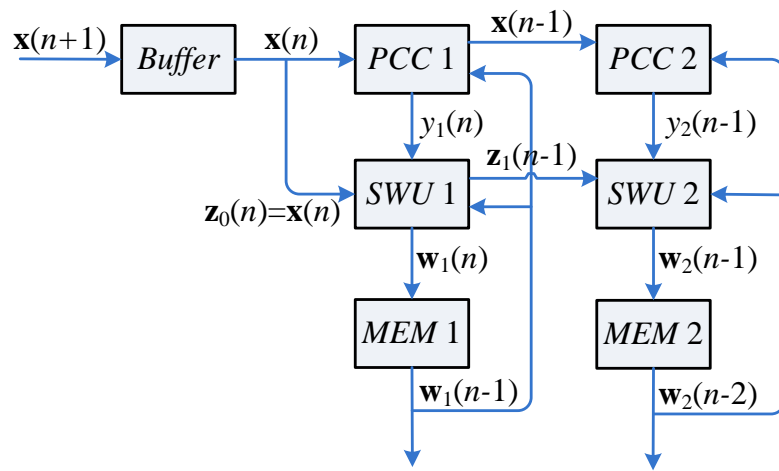 x(n+1)
Buffer
x(n)
PCC 1
x(n-1)
PCC 2
y₁(n)
y₂(n-1)
z₁(n-1)
z₀(n)=x(n)
SWU 1
SWU 2
w₁(n)
w₂(n-1)
MEM 1
MEM 2
w₁(n-1)
w₂(n-2)